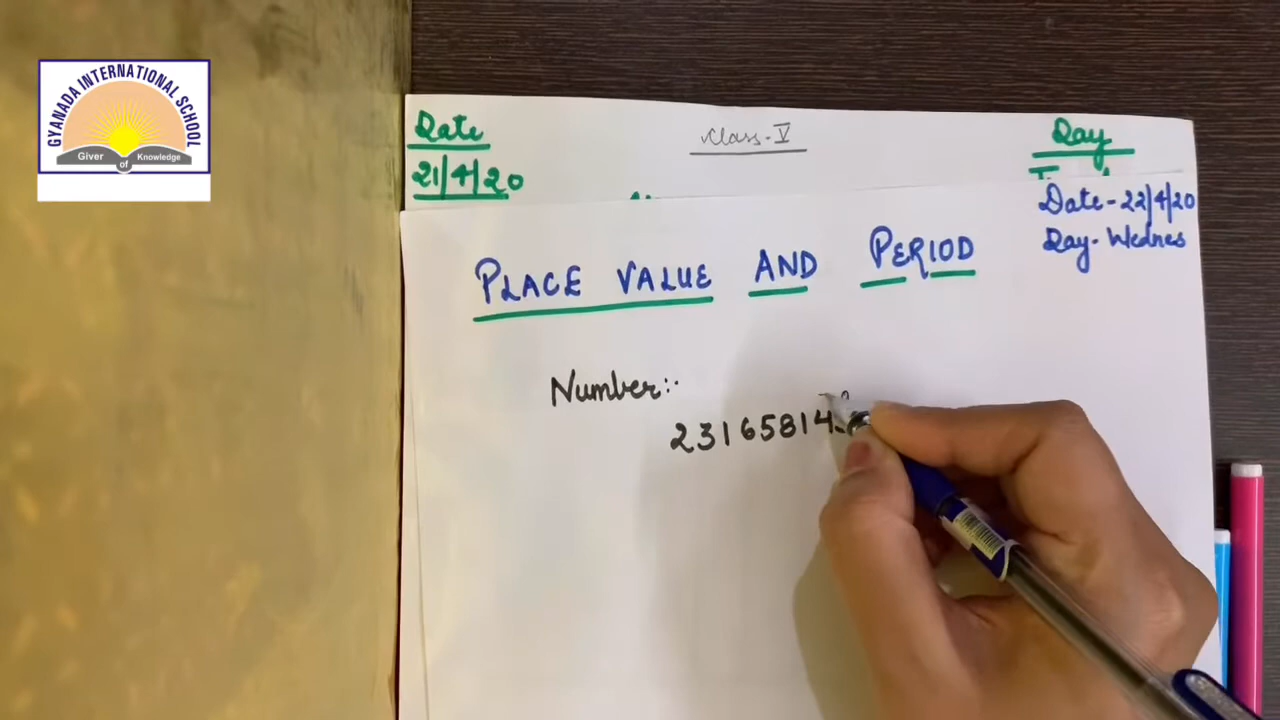 GYANADA INTERNATIONAL SCHOOL
Giver of Knowledge
Date
21/4/20
Class-V
Day
Date-22/4/20
Day-Wednes
PLACE VALUE AND PERIOD
Number:-
23165814